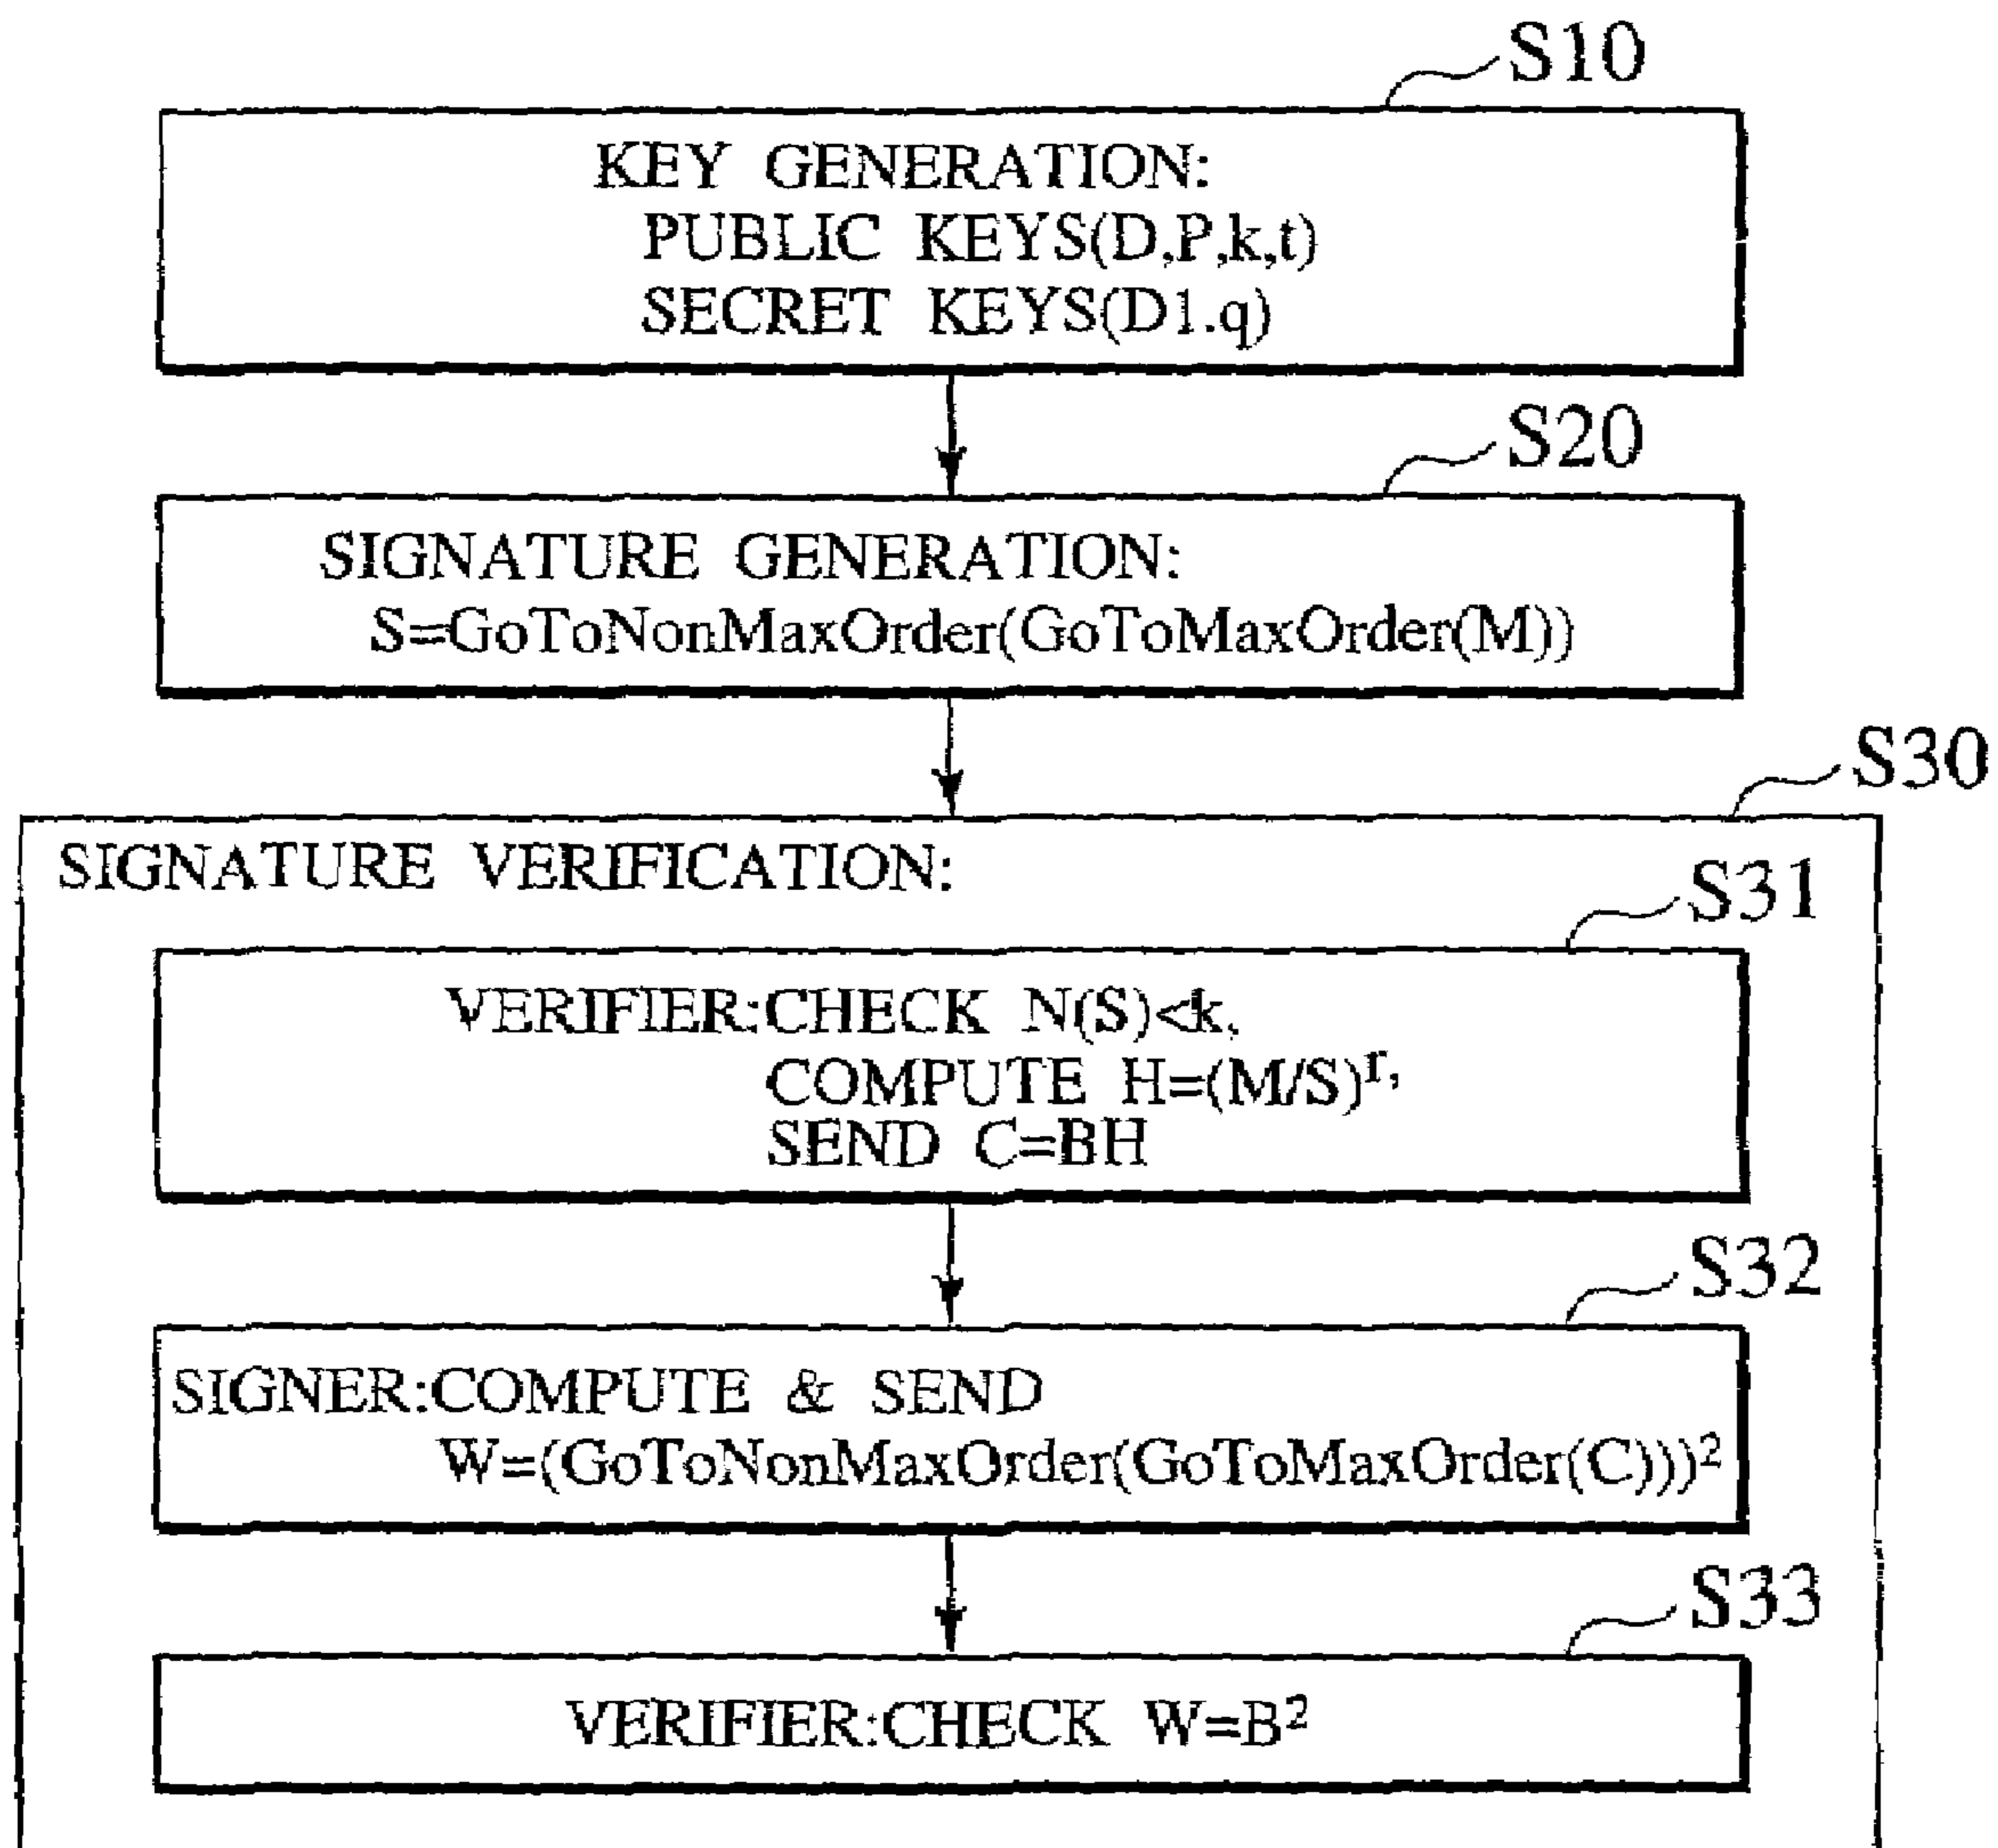 S10
KEY GENERATION:
PUBLIC KEYS(D,P,k,t)
SECRET KEYS(D1.q)
S20
SIGNATURE GENERATION:
S=GoToNonMaxOrder(GoToMaxOrder(M))
S30
SIGNATURE VERIFICATION:
S31
VERIFIER:CHECK N(S)<k,
COMPUTE H=(M/S)^r,
SEND C=BH
S32
SIGNER:COMPUTE & SEND
W=(GoToNonMaxOrder(GoToMaxOrder(C)))²
S33
VERIFIER:CHECK W=B²